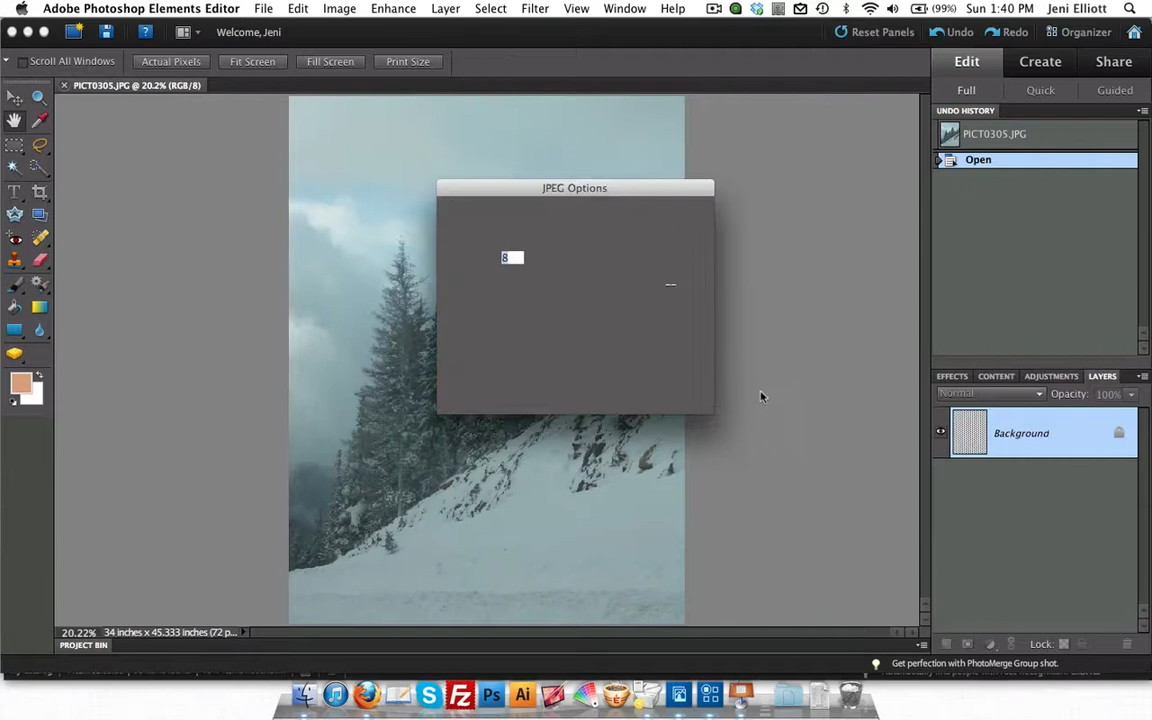 Adobe Photoshop Elements Editor File Edit Image Enhance Layer Select Filter View Window Help (99%) Sun 1:40 PM Jeni Elliott
Welcome, Jeni Reset Panels Undo Redo Organizer
Scroll All Windows Actual Pixels Fit Screen Fill Screen Print Size Edit Create Share
PICT0305.JPG @ 20.2% (RGB/8) Full Quick Guided
UNDO HISTORY
PICT0305.JPG
Open
JPEG Options
8
EFFECTS CONTENT ADJUSTMENTS LAYERS
Normal Opacity: 100%
Background
20.22% 34 inches x 45.333 inches (72 p... Lock:
PROJECT BIN
Get perfection with PhotoMerge Group shot.
Fz Ps Ai